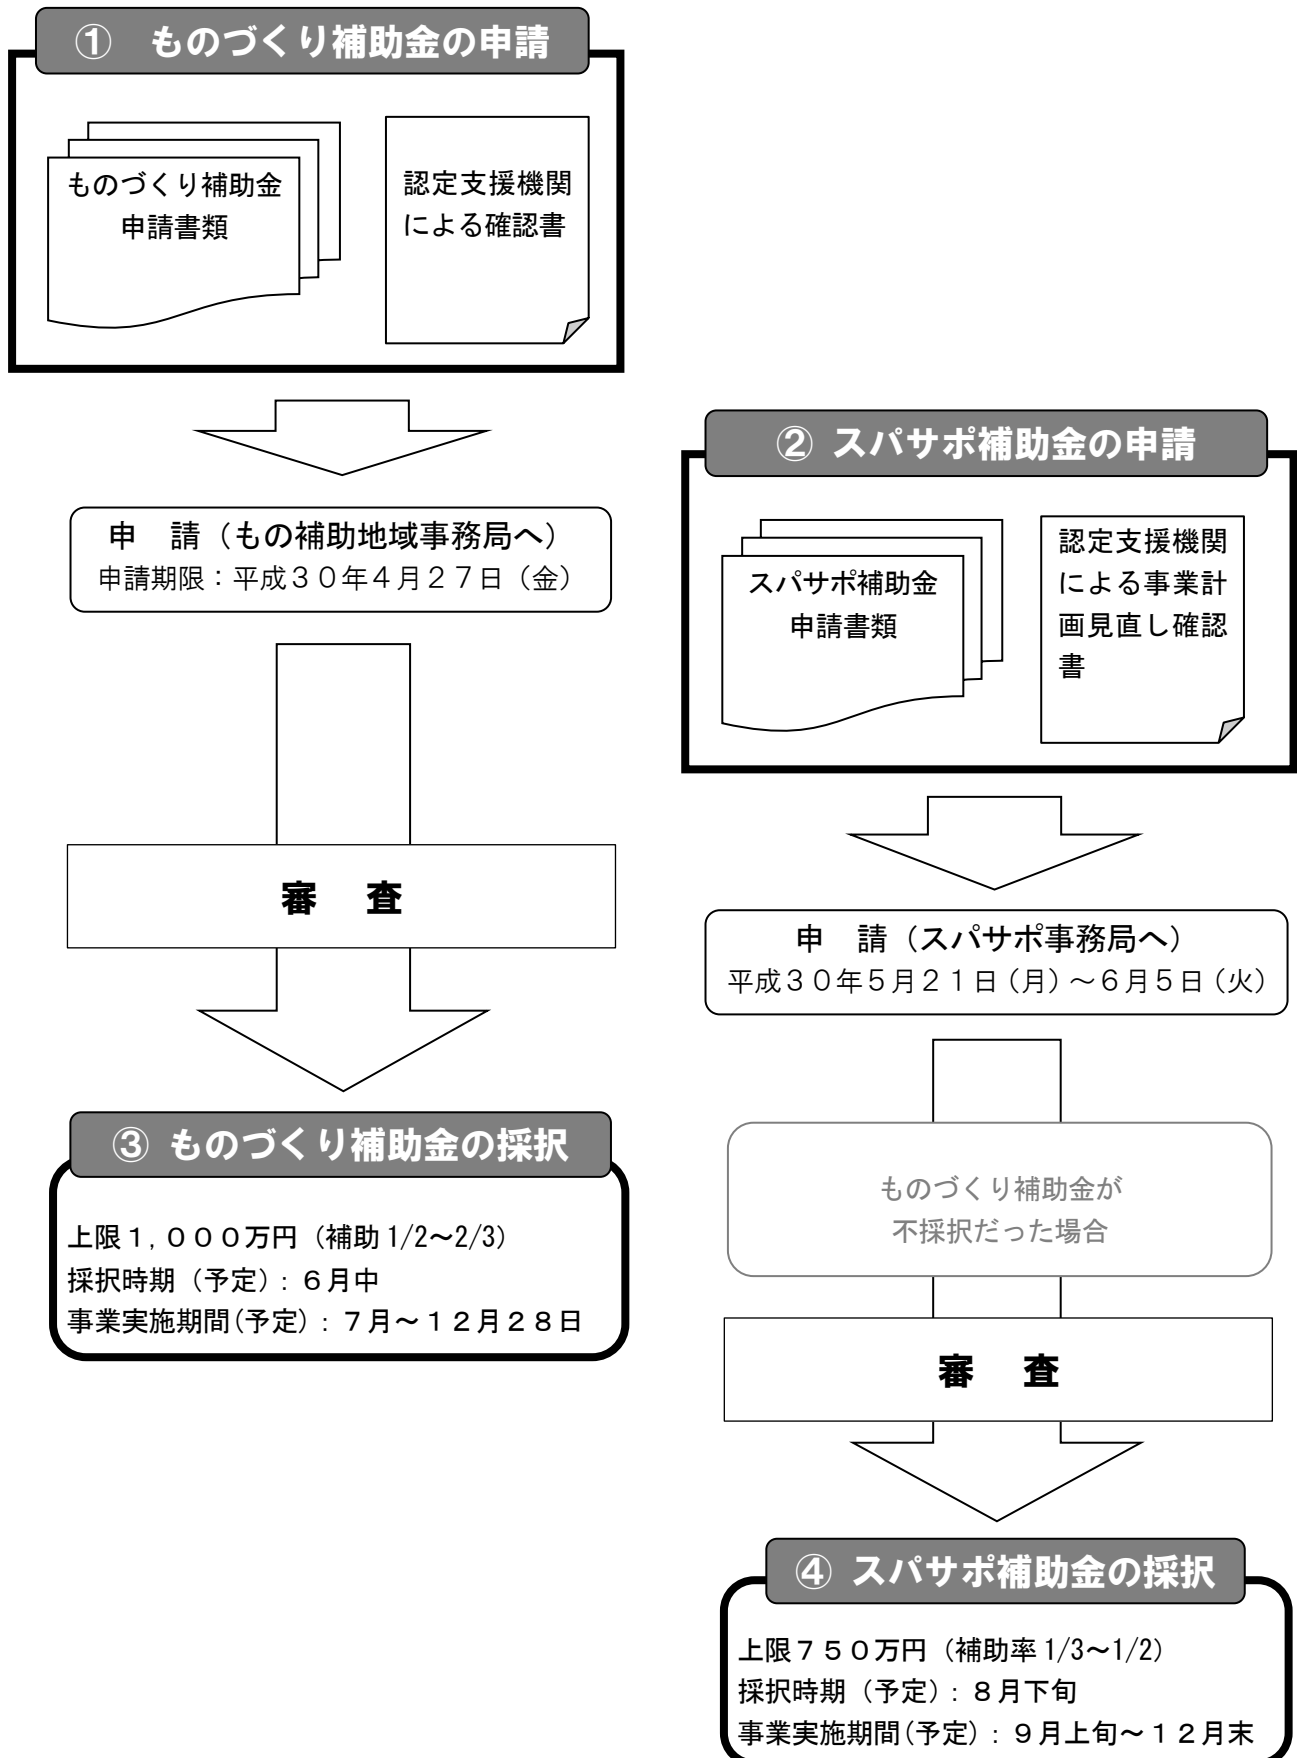 ① ものづくり補助金の申請
ものづくり補助金
申請書類
認定支援機関
による確認書
申 請（もの補助地域事務局へ）
申請期限：平成３０年４月２７日（金）
審 査
③ ものづくり補助金の採択
上限１,０００万円（補助 1/2～2/3）
採択時期（予定）：６月中
事業実施期間（予定）：７月～１２月２８日
② スパサポ補助金の申請
スパサポ補助金
申請書類
認定支援機関
による事業計
画見直し確認
書
申 請（スパサポ事務局へ）
平成３０年５月２１日（月）～６月５日（火）
ものづくり補助金が
不採択だった場合
審 査
④ スパサポ補助金の採択
上限７５０万円（補助率 1/3～1/2）
採択時期（予定）：８月下旬
事業実施期間（予定）：９月上旬～１２月末